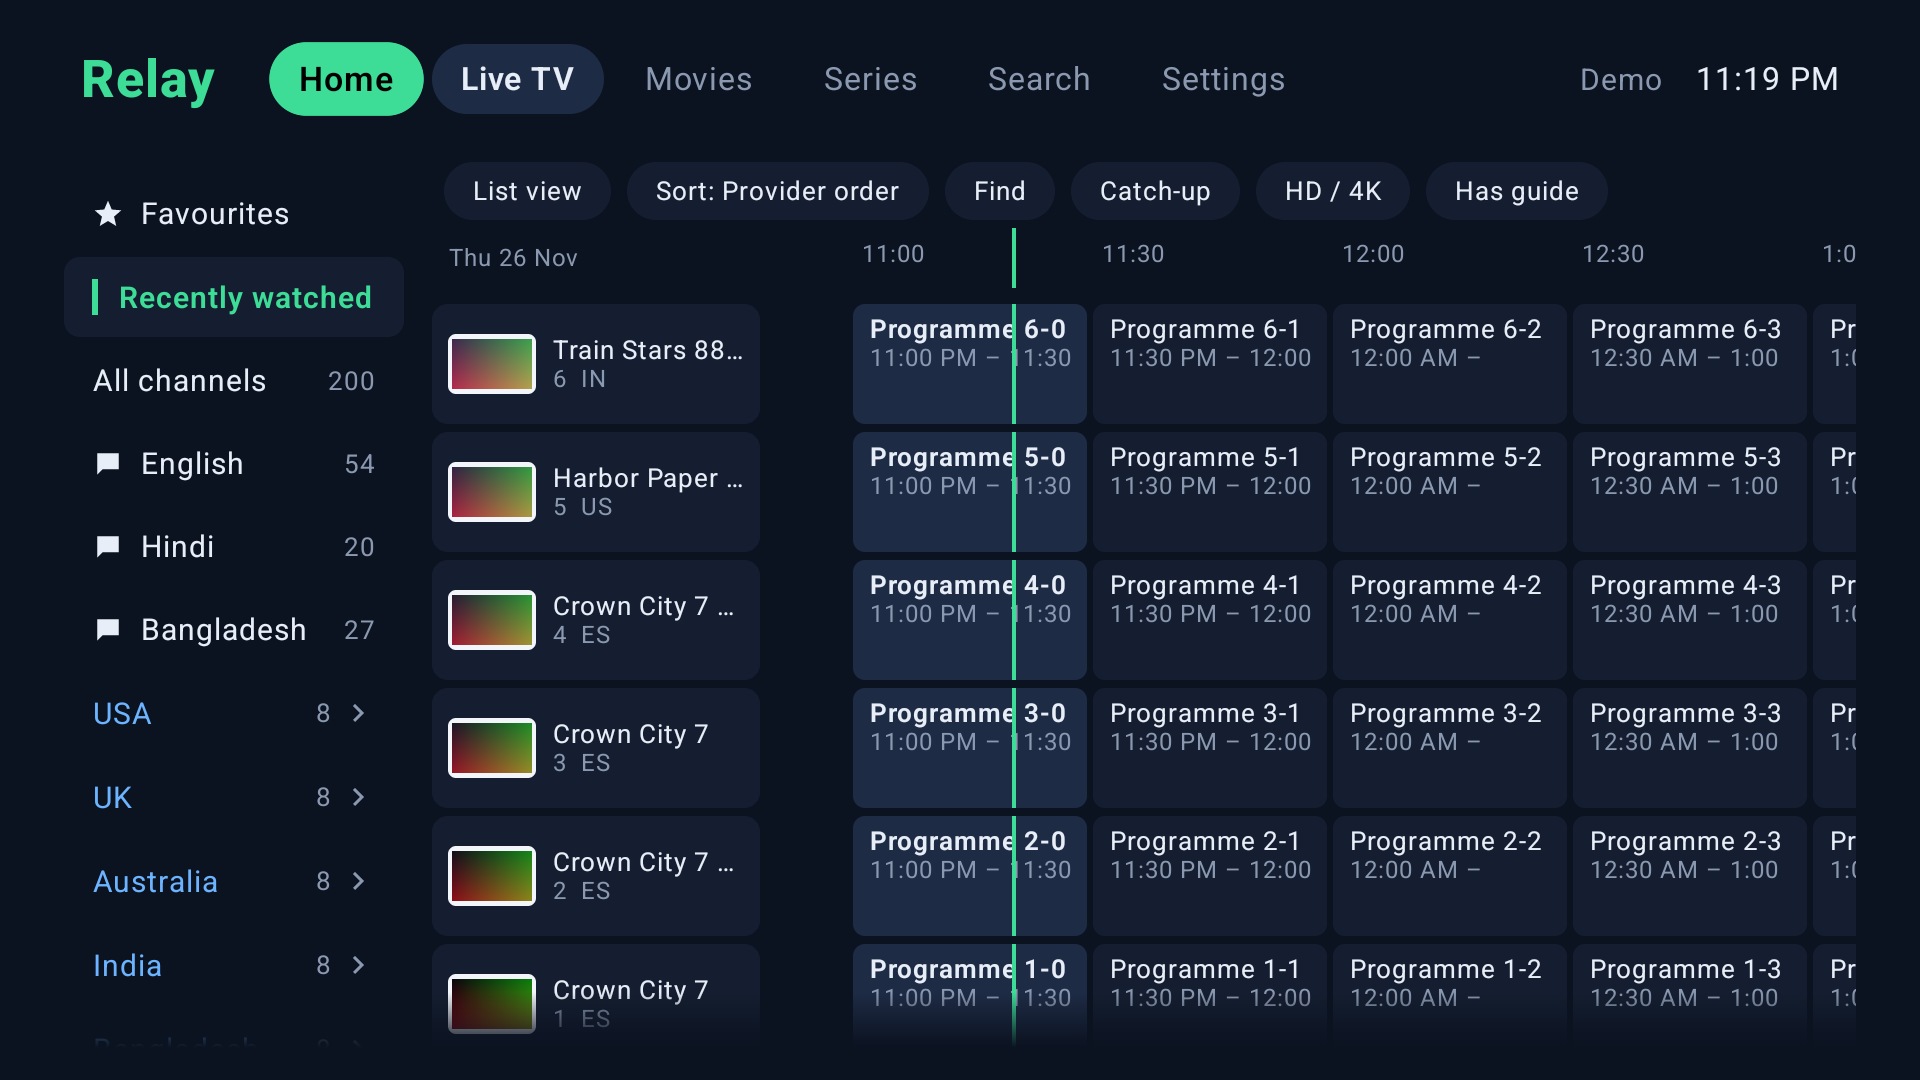 Relay
Home
Live TV
Movies
Series
Search
Settings
Demo
11:19 PM
List view
Sort: Provider order
Find
Catch-up
HD / 4K
Has guide
Favourites
Recently watched
All channels 200
English 54
Hindi 20
Bangladesh 27
USA 8
UK 8
Australia 8
India 8
Bangladesh 8
Thu 26 Nov
11:00
11:30
12:00
12:30
1:0
Train Stars 88...
6 IN
Programme 6-0
11:00 PM – 11:30
Programme 6-1
11:30 PM – 12:00
Programme 6-2
12:00 AM –
Programme 6-3
12:30 AM – 1:00
Pr
Harbor Paper ...
5 US
Programme 5-0
11:00 PM – 11:30
Programme 5-1
11:30 PM – 12:00
Programme 5-2
12:00 AM –
Programme 5-3
12:30 AM – 1:00
Pr
Crown City 7 ...
4 ES
Programme 4-0
11:00 PM – 11:30
Programme 4-1
11:30 PM – 12:00
Programme 4-2
12:00 AM –
Programme 4-3
12:30 AM – 1:00
Pr
Crown City 7
3 ES
Programme 3-0
11:00 PM – 11:30
Programme 3-1
11:30 PM – 12:00
Programme 3-2
12:00 AM –
Programme 3-3
12:30 AM – 1:00
Pr
Crown City 7 ...
2 ES
Programme 2-0
11:00 PM – 11:30
Programme 2-1
11:30 PM – 12:00
Programme 2-2
12:00 AM –
Programme 2-3
12:30 AM – 1:00
Pr
Crown City 7
1 ES
Programme 1-0
11:00 PM – 11:30
Programme 1-1
11:30 PM – 12:00
Programme 1-2
12:00 AM –
Programme 1-3
12:30 AM – 1:00
Pr